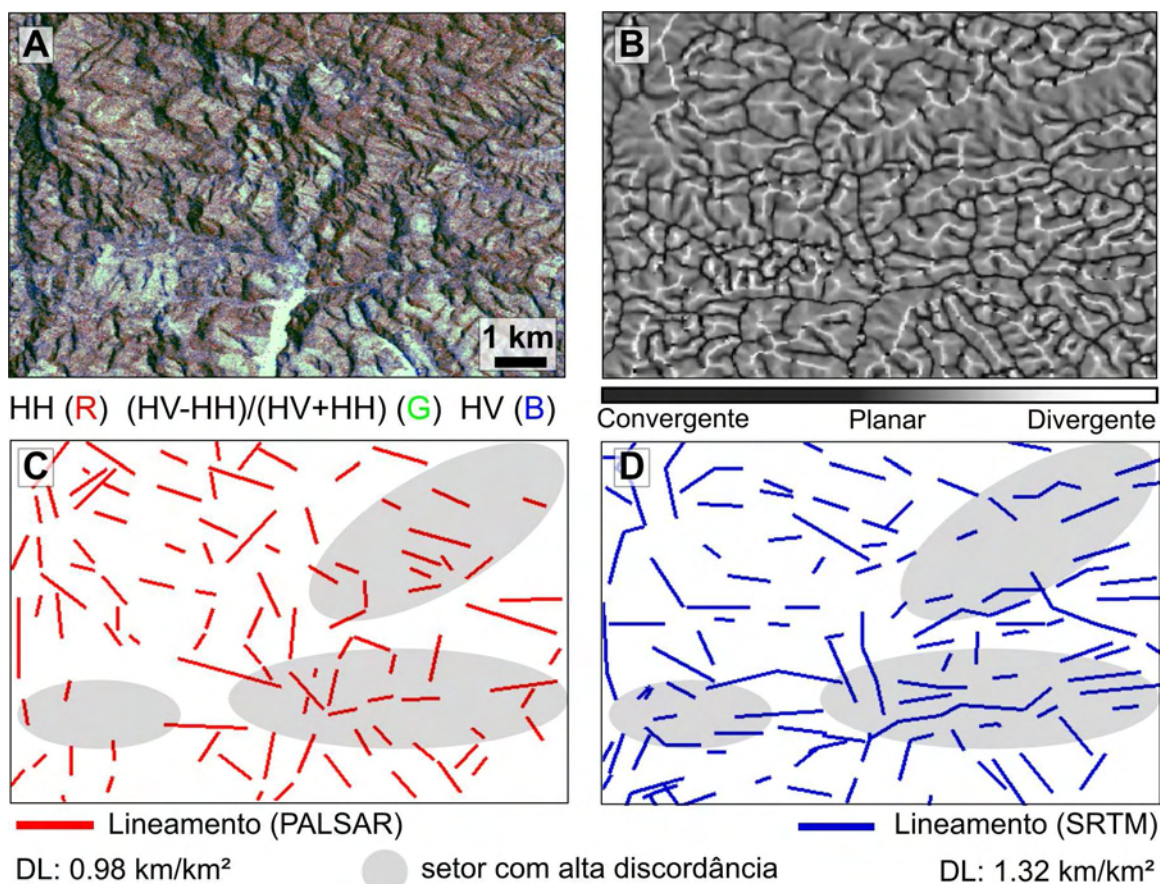 A
B
1 km
HH (R) (HV-HH)/(HV+HH) (G) HV (B)
Convergente Planar Divergente
C
D
Lineamento (PALSAR)
Lineamento (SRTM)
DL: 0.98 km/km²
setor com alta discordância
DL: 1.32 km/km²